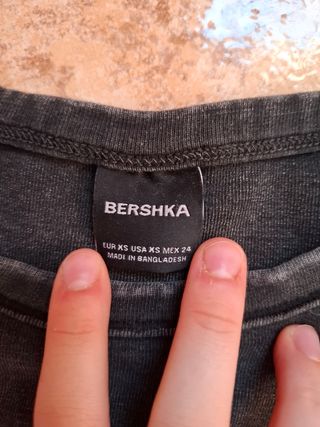 BERSHKA
EUR XS USA XS MEX 24
MADE IN BANGLADESH